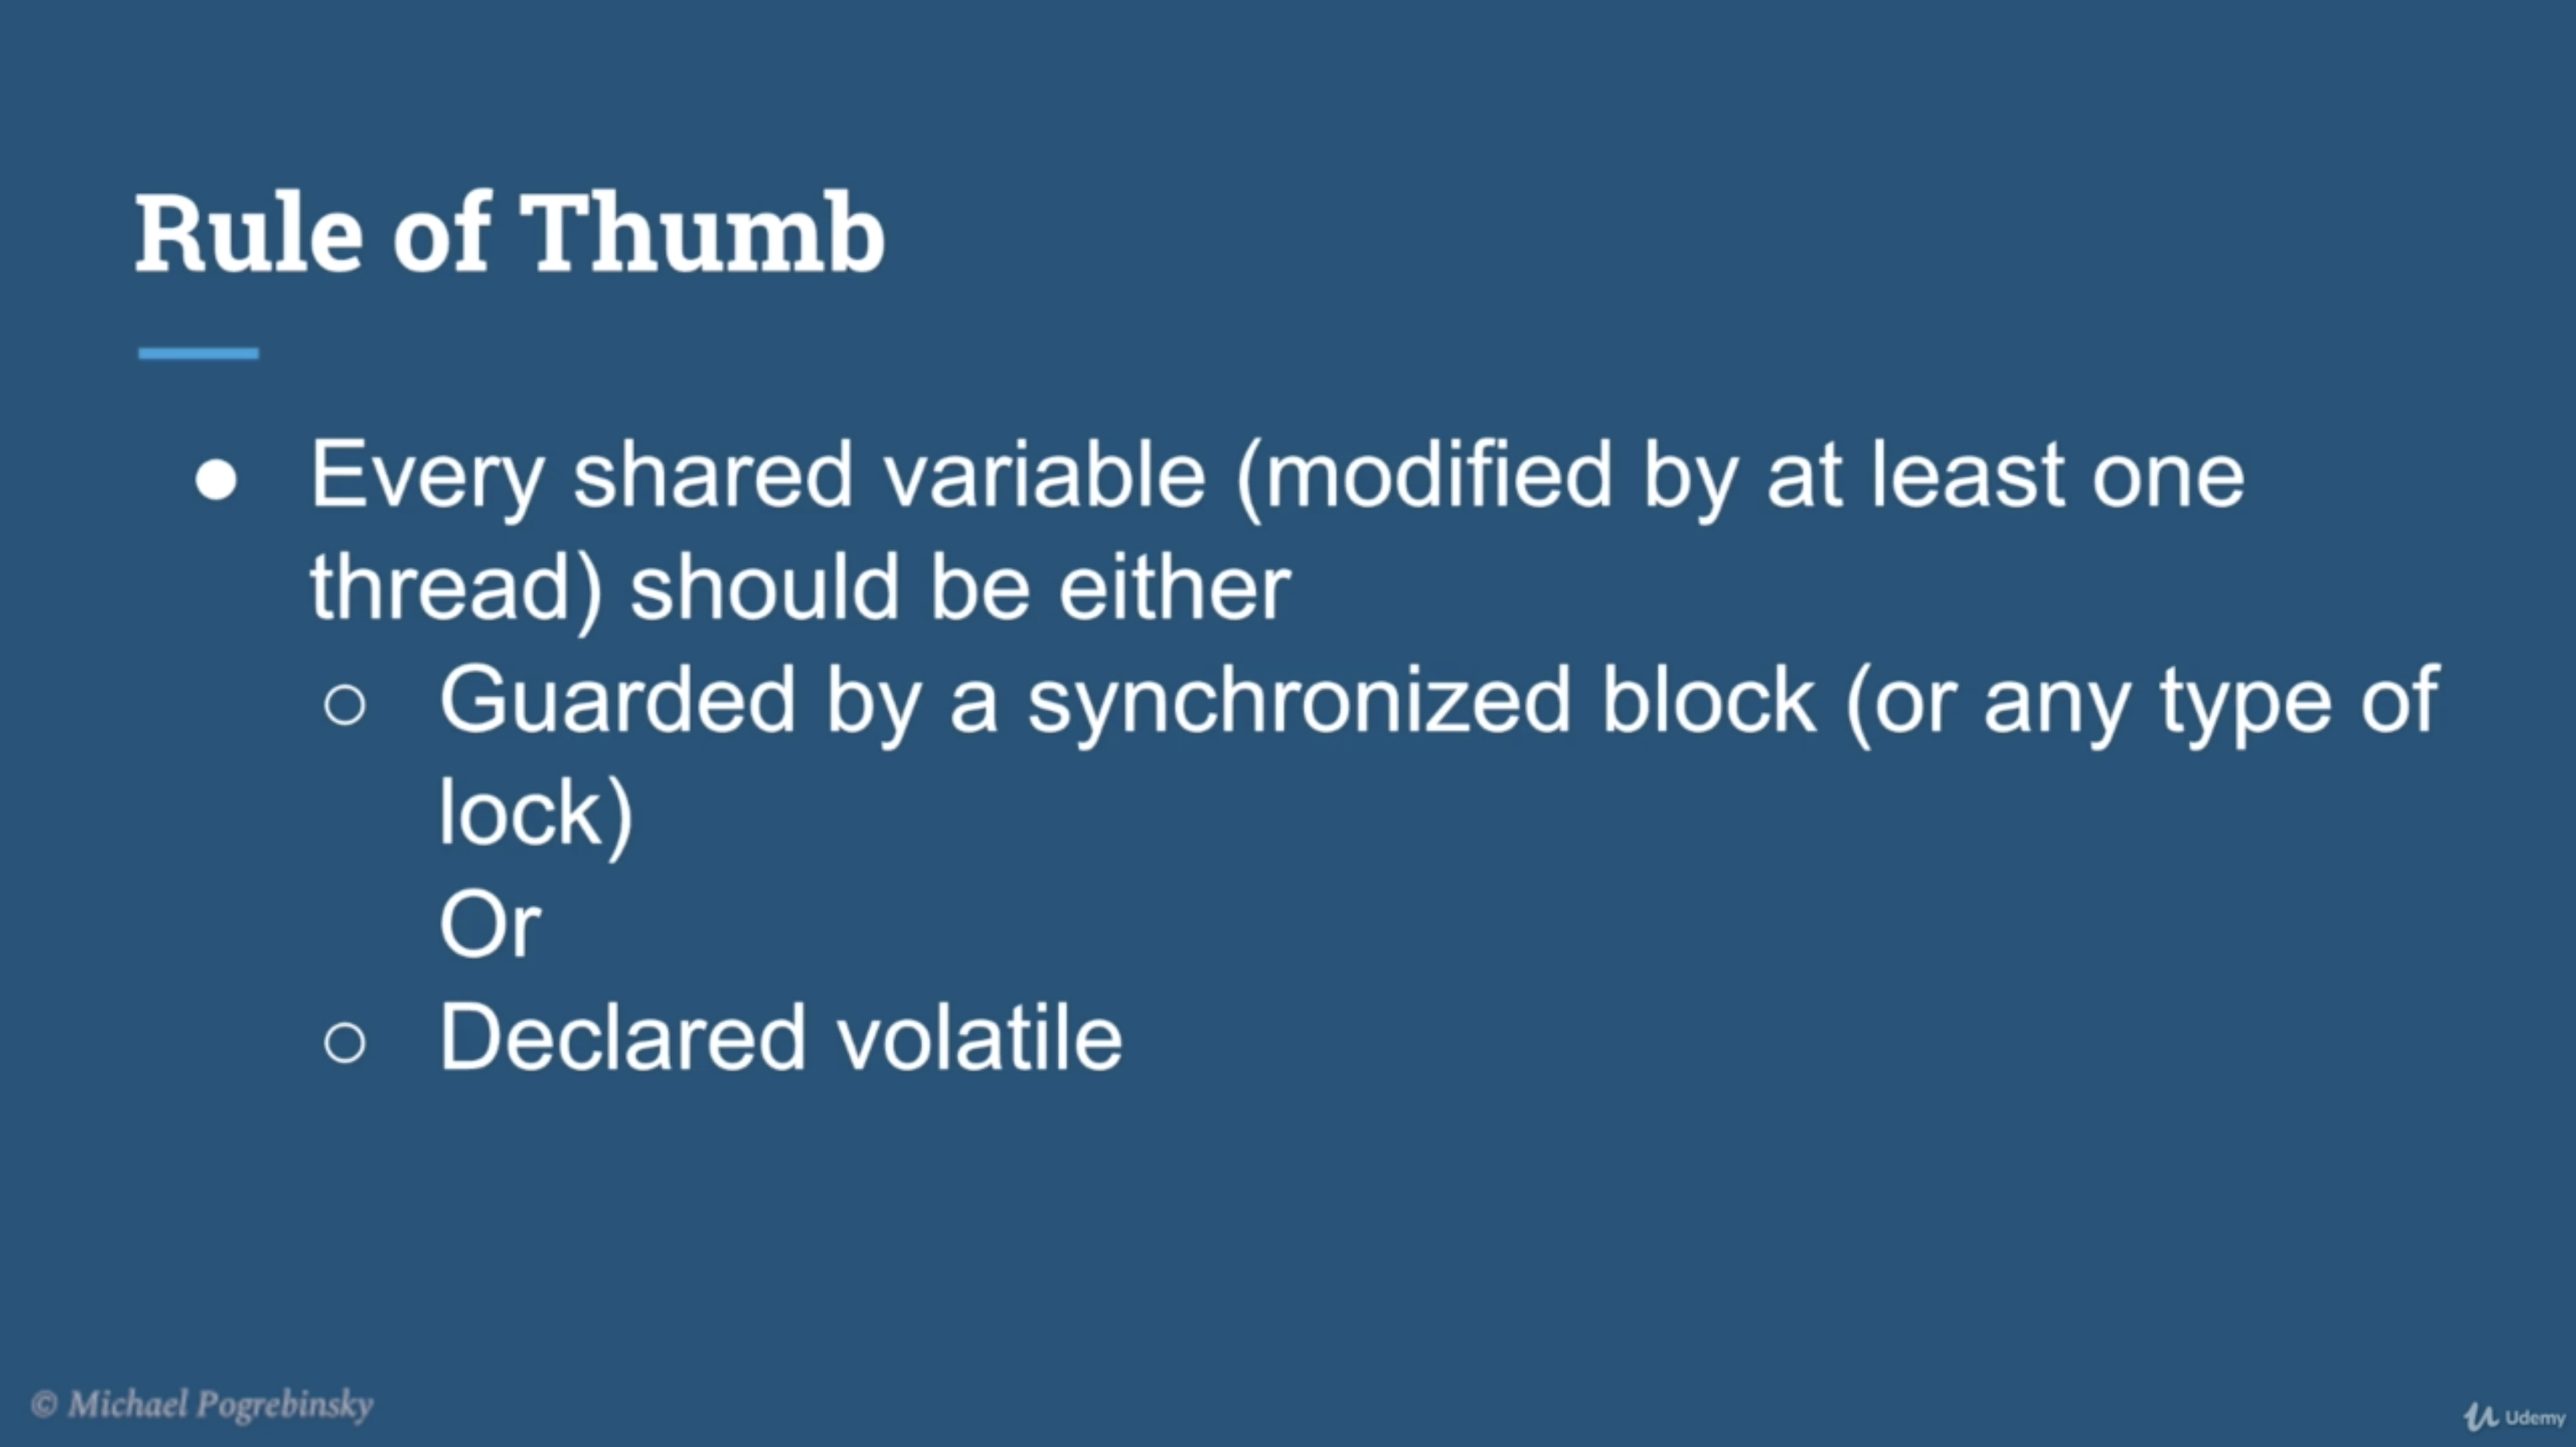 Rule of Thumb
● Every shared variable (modified by at least one
thread) should be either
○ Guarded by a synchronized block (or any type of
lock)
Or
○ Declared volatile
© Michael Pogrebinsky
Udemy